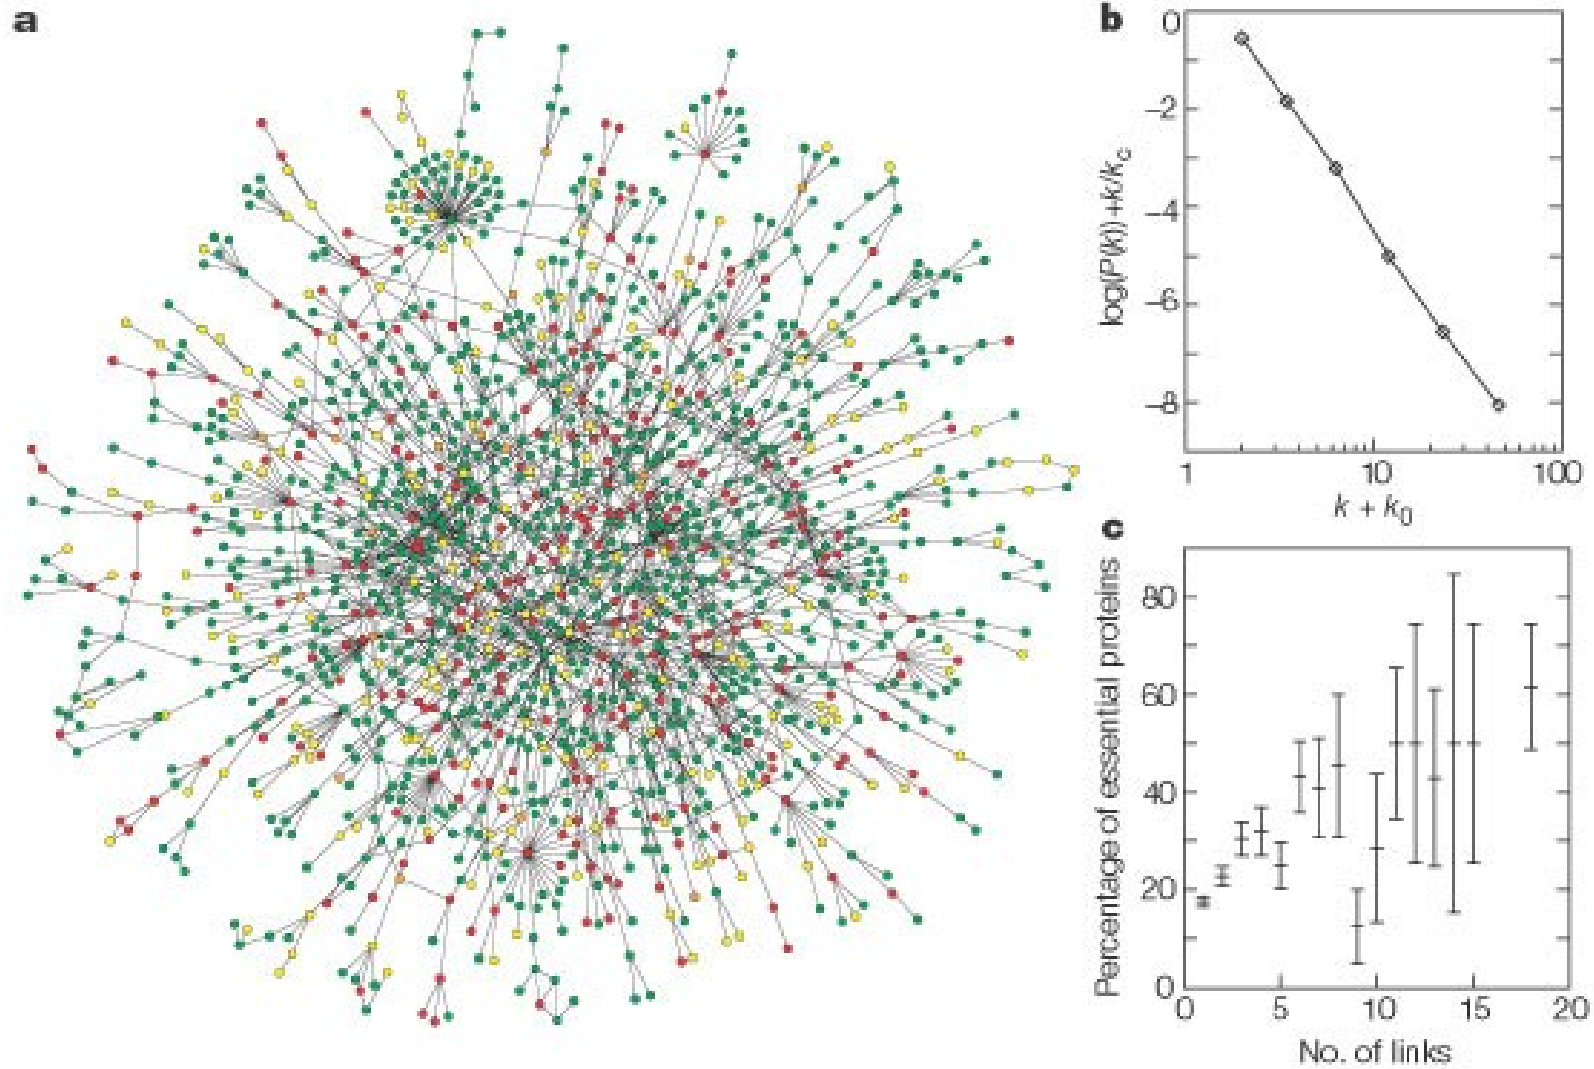 a
b
0
–2
–4
–6
–8
log(P(k))+k/kc
1
10
100
k + k0
c
80
60
40
20
0
Percentage of essential proteins
0
5
10
15
20
No. of links